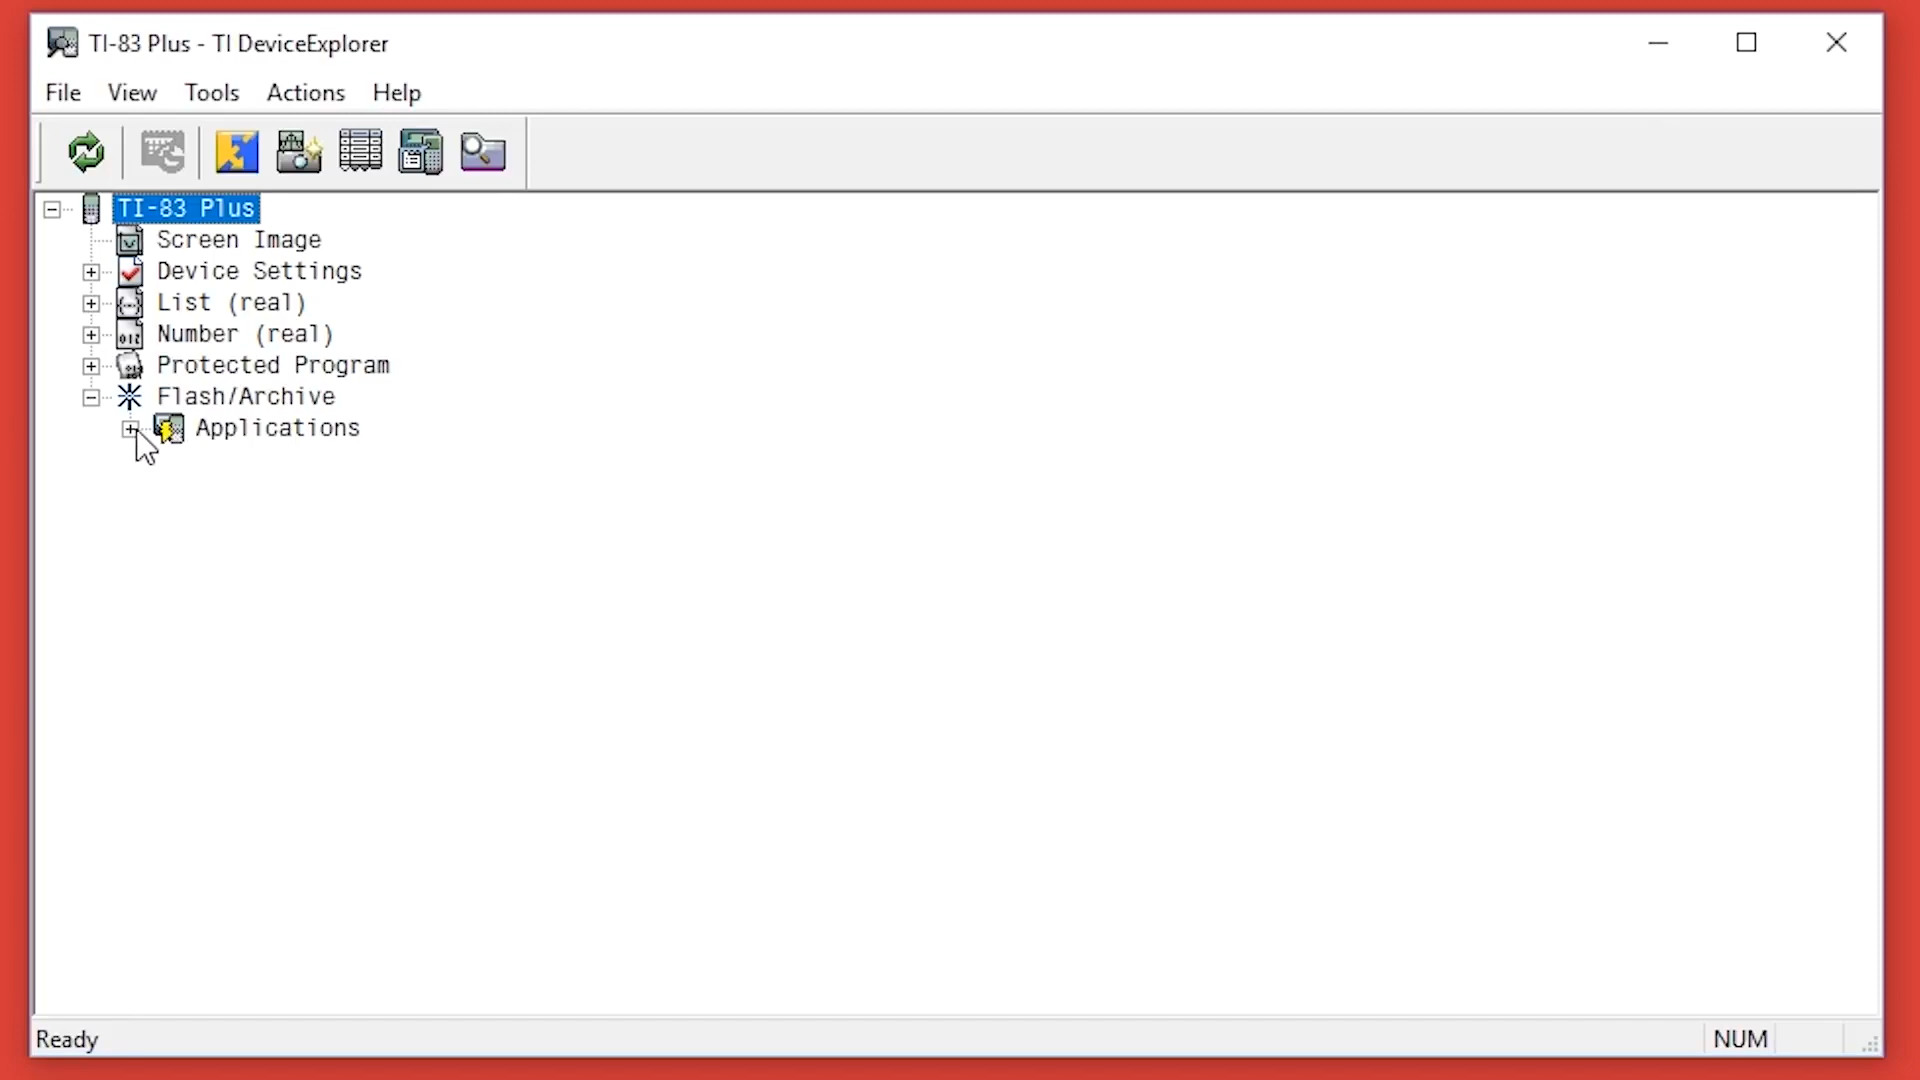 TI-83 Plus - TI DeviceExplorer
File View Tools Actions Help
TI-83 Plus
Screen Image
Device Settings
List (real)
Number (real)
Protected Program
Flash/Archive
Applications
Ready NUM